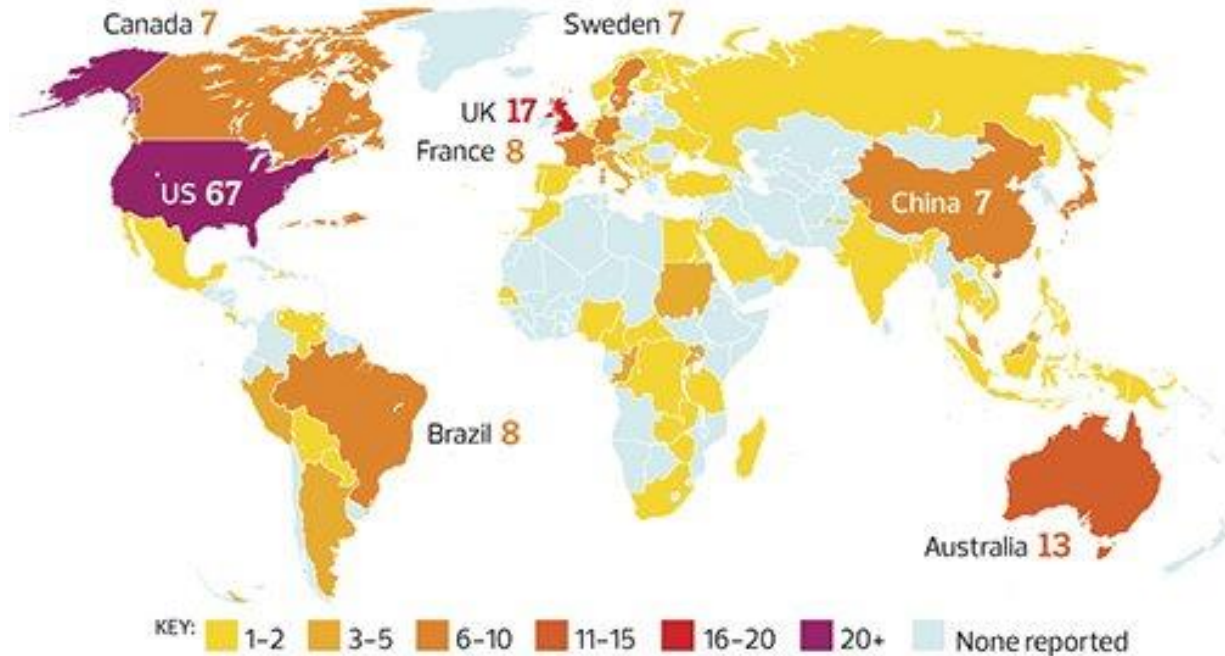 Canada 7
Sweden 7
UK 17
France 8
US 67
China 7
Brazil 8
Australia 13
KEY: 1–2 3–5 6–10 11–15 16–20 20+ None reported